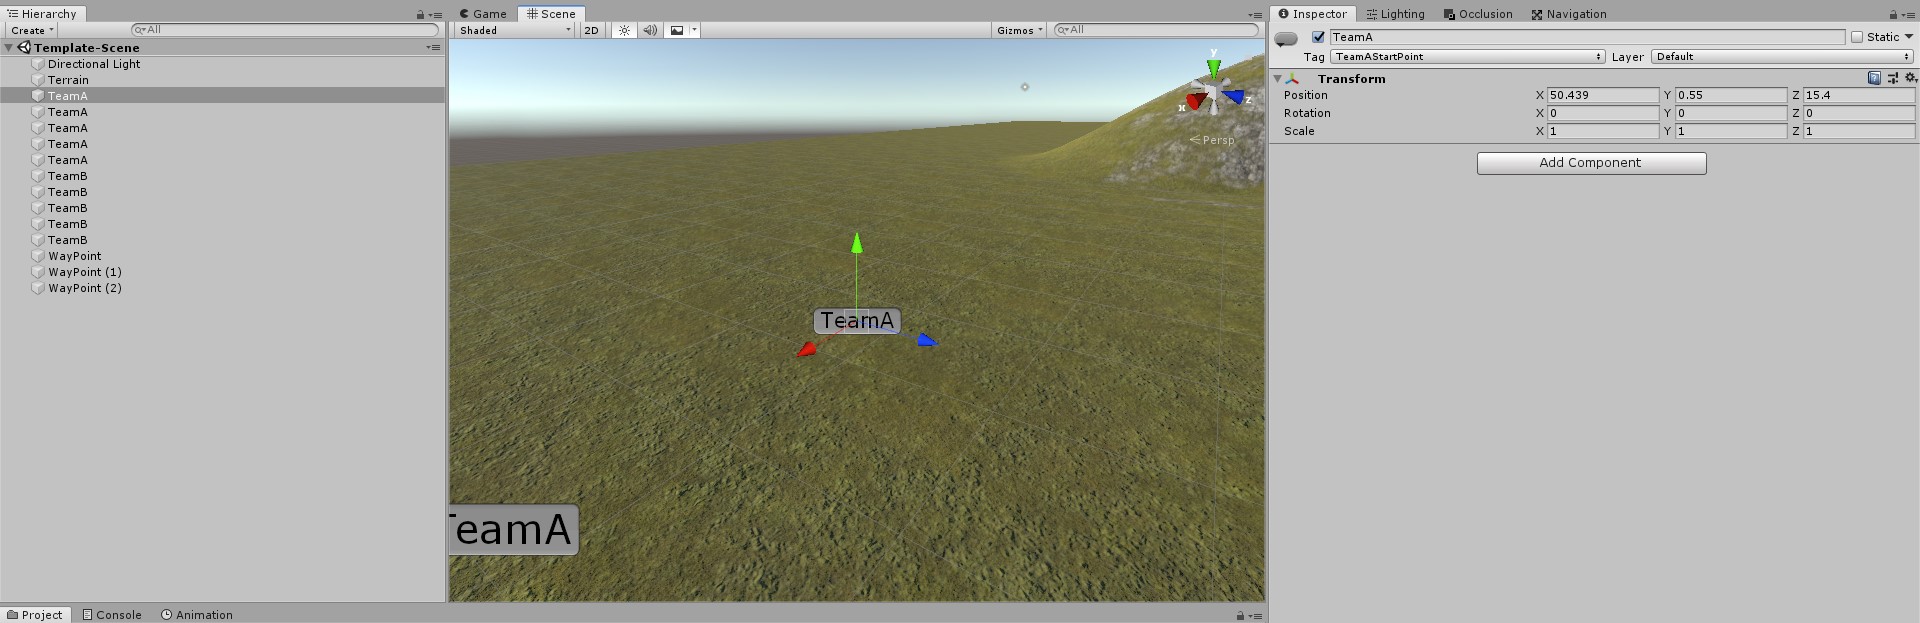 Hierarchy
Create
All
Template-Scene
Directional Light
Terrain
TeamA
TeamA
TeamA
TeamA
TeamA
TeamB
TeamB
TeamB
TeamB
TeamB
WayPoint
WayPoint (1)
WayPoint (2)
Project Console Animation
Game Scene
Shaded 2D Gizmos All
y
x z
Persp
TeamA
TeamA
Inspector Lighting Occlusion Navigation
TeamA Static
Tag TeamAStartPoint Layer Default
Transform
Position X 50.439 Y 0.55 Z 15.4
Rotation X 0 Y 0 Z 0
Scale X 1 Y 1 Z 1
Add Component